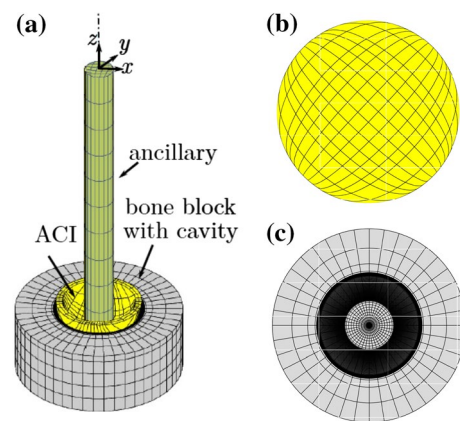 (a)
z
y
x
ancillary
bone block
with cavity
ACI
(b)
(c)